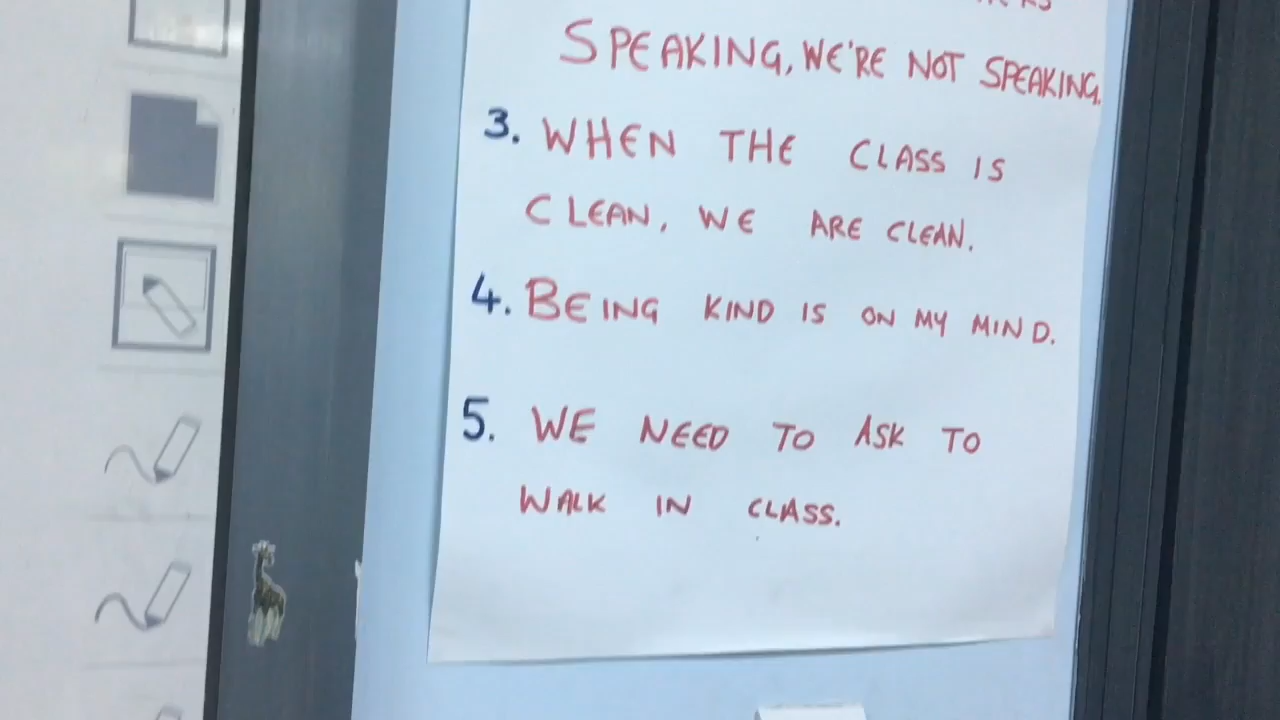 SPEAKING, WE'RE NOT SPEAKING.
3. WHEN THE CLASS IS
CLEAN, WE ARE CLEAN.
4. BEING KIND IS ON MY MIND.
5. WE NEED TO ASK TO
WALK IN CLASS.